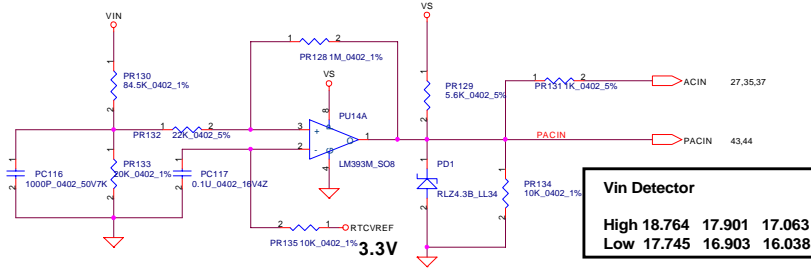 VIN
VS
1
2
PR128 1M_0402_1%
VS
PR130
84.5K_0402_1%
PR129
5.6K_0402_5%
PR131 1K_0402_5%
ACIN
27,35,37
PU14A
PR132
22K_0402_5%
3
+
2
-
8
4
O
1
LM393M_SO8
PACIN
PACIN
43,44
PC116
1000P_0402_50V7K
PR133
20K_0402_1%
PC117
0.1U_0402_16V4Z
PD1
RLZ4.3B_LL34
PR134
10K_0402_1%
RTCVREF
PR135 10K_0402_1%
3.3V
Vin Detector
High 18.764 17.901 17.063
Low 17.745 16.903 16.038